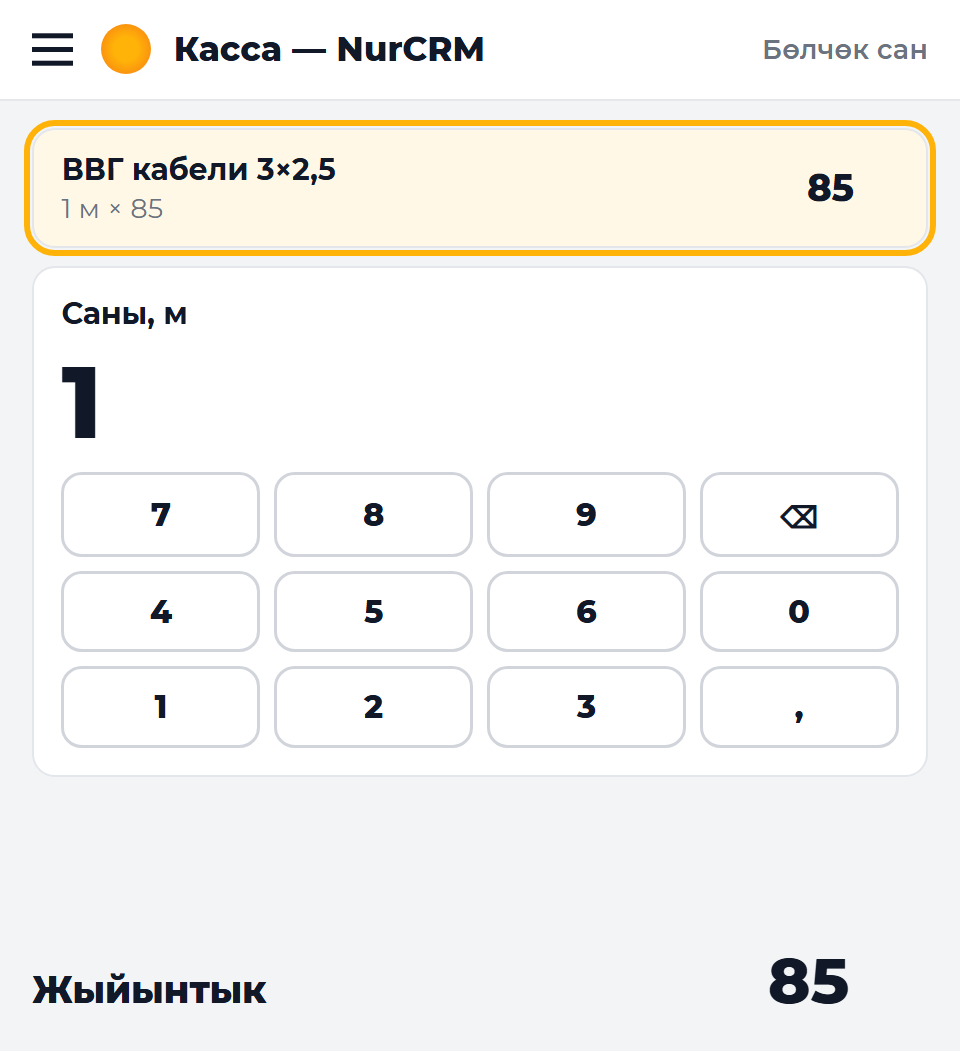 Касса — NurCRM
Бөлчөк сан
ВВГ кабели 3×2,5
1 м × 85
85
Саны, м
1
7 8 9 ⌫
4 5 6 0
1 2 3 ,
Жыйынтык
85